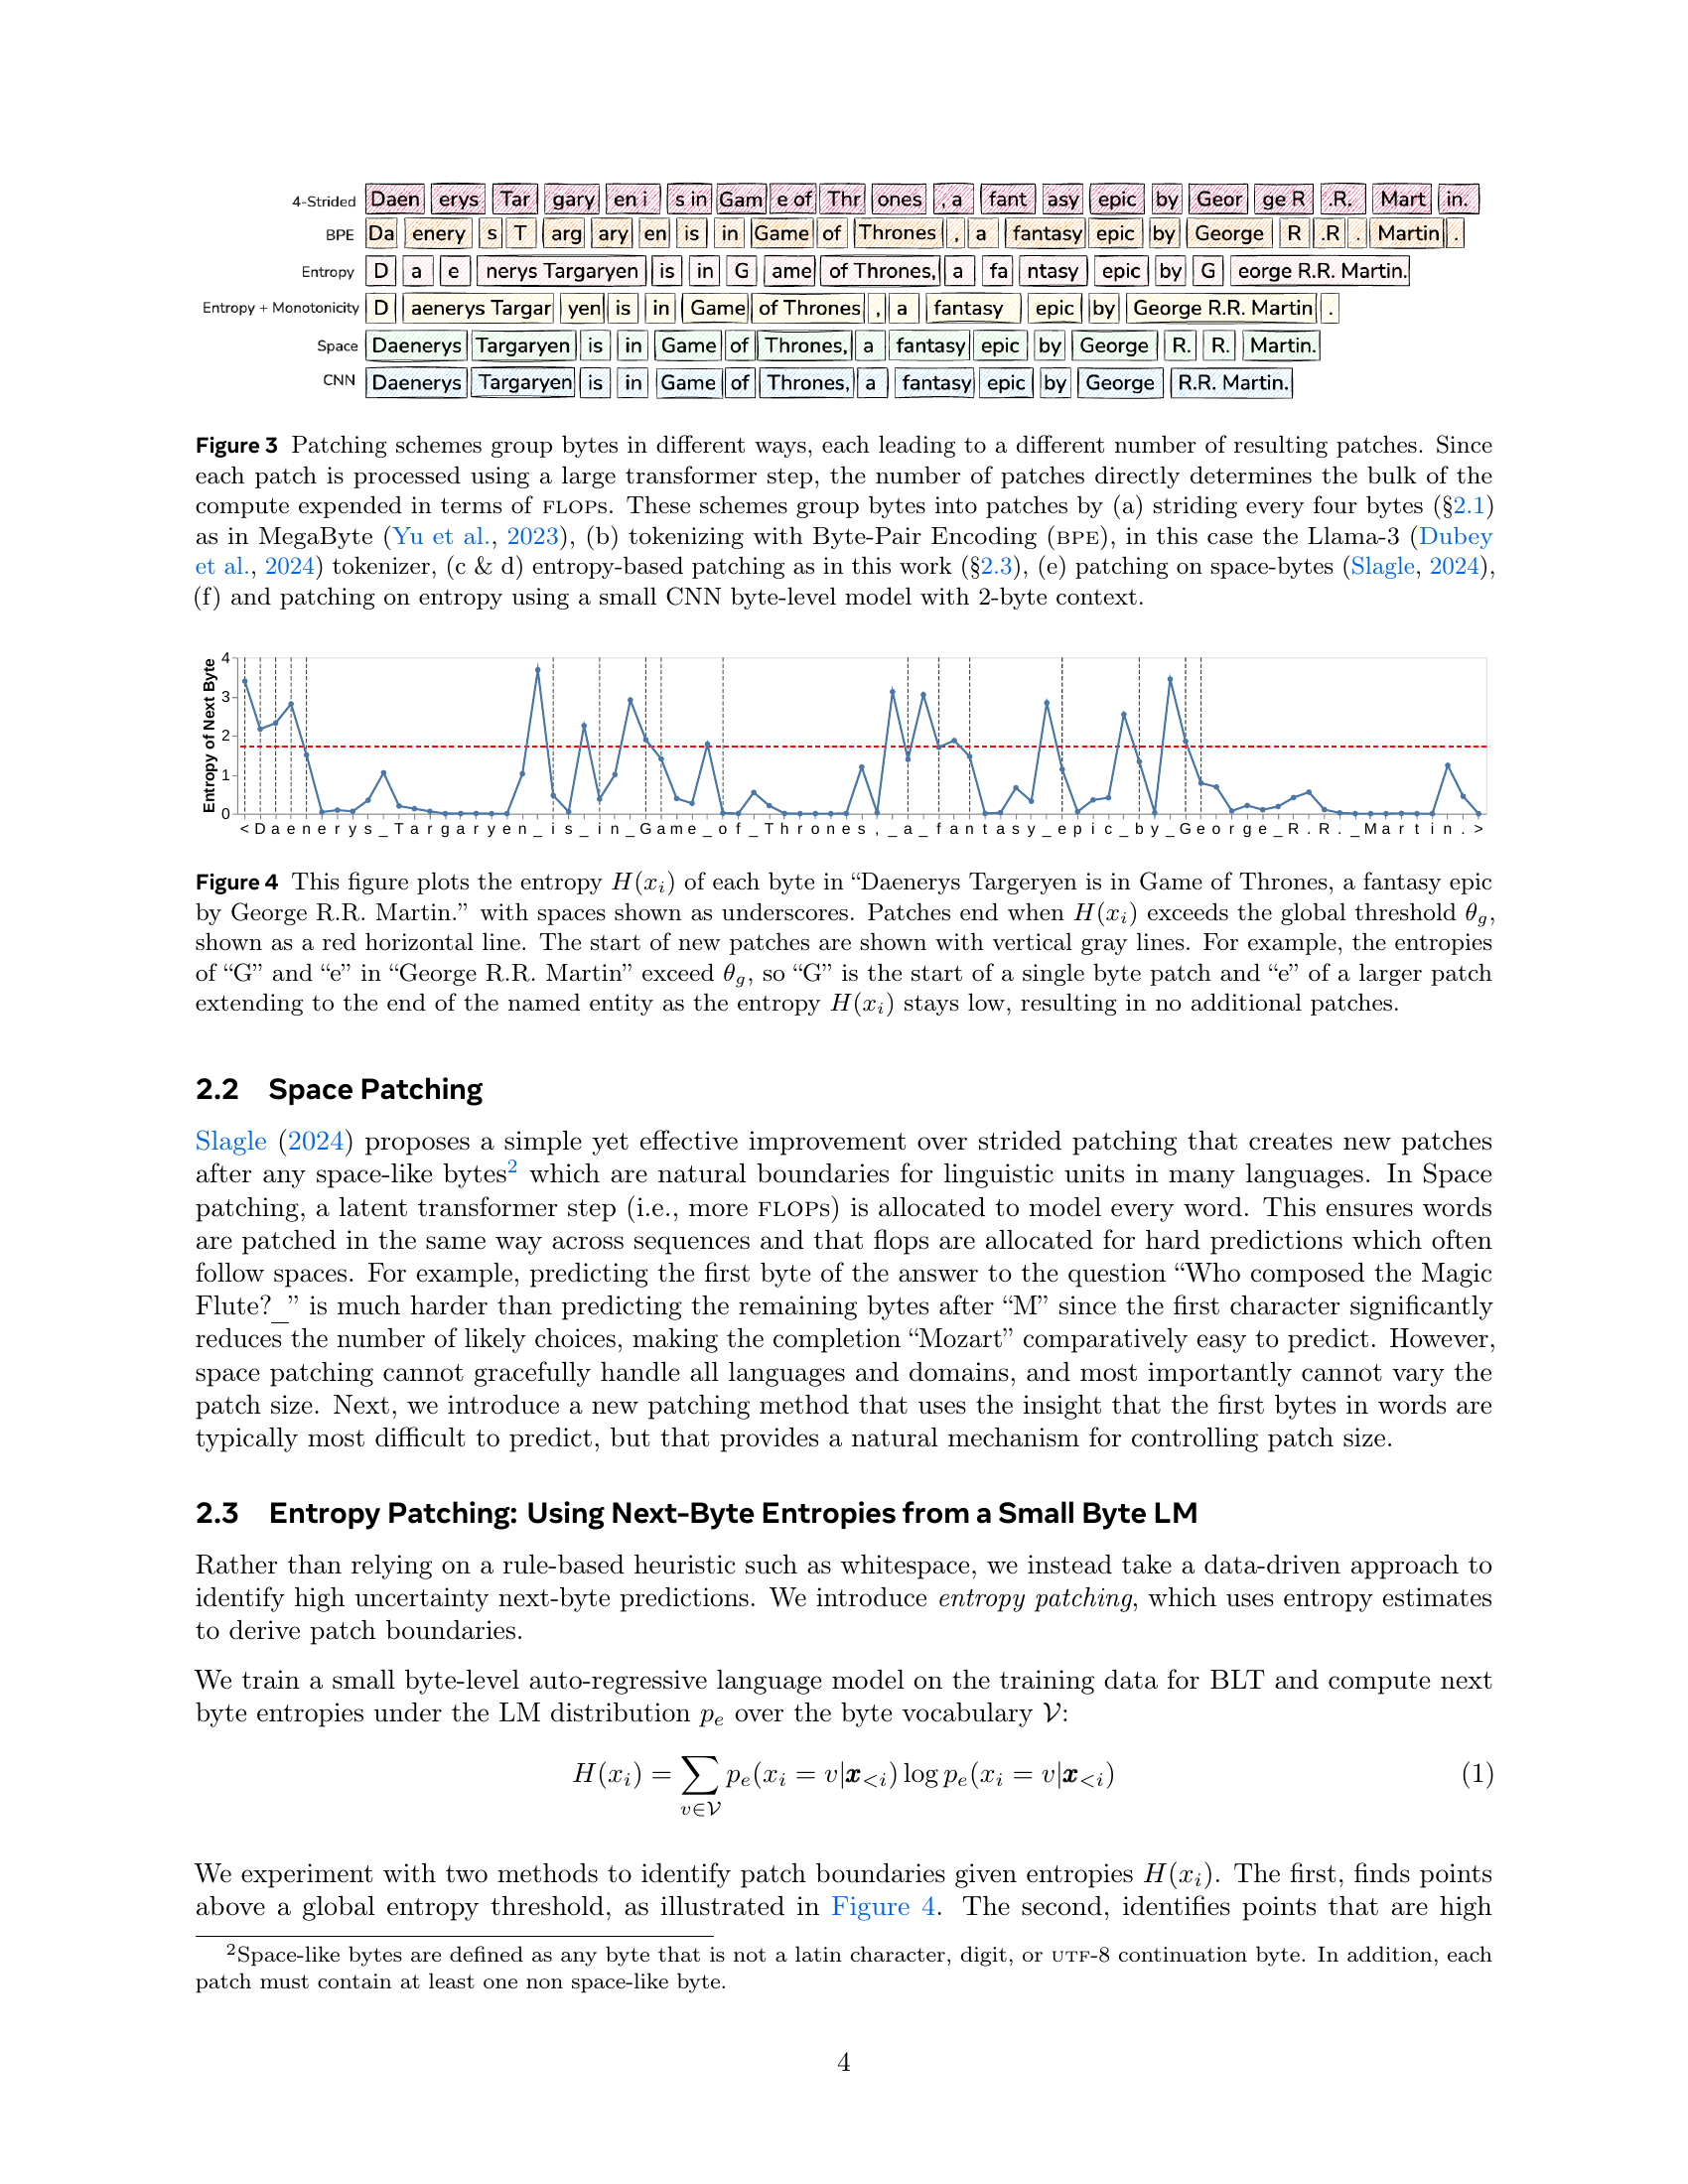 4-Strided Daen erys Tar gary en i s in Gam e of Thr ones , a fant asy epic by Geor ge R .R. Mart in.
BPE Da enery s T arg ary en is in Game of Thrones , a fantasy epic by George R .R . Martin .
Entropy D a e nerys Targaryen is in G ame of Thrones, a fa ntasy epic by G eorge R.R. Martin.
Entropy + Monotonicity D aenerys Targar yen is in Game of Thrones , a fantasy epic by George R.R. Martin .
Space Daenerys Targaryen is in Game of Thrones, a fantasy epic by George R. R. Martin.
CNN Daenerys Targaryen is in Game of Thrones, a fantasy epic by George R.R. Martin.
Figure 3 Patching schemes group bytes in different ways, each leading to a different number of resulting patches. Since
each patch is processed using a large transformer step, the number of patches directly determines the bulk of the
compute expended in terms of FLOPs. These schemes group bytes into patches by (a) striding every four bytes (§2.1)
as in MegaByte (Yu et al., 2023), (b) tokenizing with Byte-Pair Encoding (BPE), in this case the Llama-3 (Dubey
et al., 2024) tokenizer, (c & d) entropy-based patching as in this work (§2.3), (e) patching on space-bytes (Slagle, 2024),
(f) and patching on entropy using a small CNN byte-level model with 2-byte context.
Entropy of Next Byte
4
3
2
1
0
< D a e n e r y s _ T a r g a r y e n _ i s _ i n _ G a m e _ o f _ T h r o n e s , _ a _ f a n t a s y _ e p i c _ b y _ G e o r g e _ R . R . _ M a r t i n . >
Figure 4 This figure plots the entropy H(xi) of each byte in “Daenerys Targeryen is in Game of Thrones, a fantasy epic
by George R.R. Martin.” with spaces shown as underscores. Patches end when H(xi) exceeds the global threshold θg,
shown as a red horizontal line. The start of new patches are shown with vertical gray lines. For example, the entropies
of “G” and “e” in “George R.R. Martin” exceed θg, so “G” is the start of a single byte patch and “e” of a larger patch
extending to the end of the named entity as the entropy H(xi) stays low, resulting in no additional patches.
2.2 Space Patching
Slagle (2024) proposes a simple yet effective improvement over strided patching that creates new patches
after any space-like bytes2 which are natural boundaries for linguistic units in many languages. In Space
patching, a latent transformer step (i.e., more FLOPs) is allocated to model every word. This ensures words
are patched in the same way across sequences and that flops are allocated for hard predictions which often
follow spaces. For example, predicting the first byte of the answer to the question “Who composed the Magic
Flute?_” is much harder than predicting the remaining bytes after “M” since the first character significantly
reduces the number of likely choices, making the completion “Mozart” comparatively easy to predict. However,
space patching cannot gracefully handle all languages and domains, and most importantly cannot vary the
patch size. Next, we introduce a new patching method that uses the insight that the first bytes in words are
typically most difficult to predict, but that provides a natural mechanism for controlling patch size.
2.3 Entropy Patching: Using Next-Byte Entropies from a Small Byte LM
Rather than relying on a rule-based heuristic such as whitespace, we instead take a data-driven approach to
identify high uncertainty next-byte predictions. We introduce entropy patching, which uses entropy estimates
to derive patch boundaries.
We train a small byte-level auto-regressive language model on the training data for BLT and compute next
byte entropies under the LM distribution pe over the byte vocabulary V:
H(xi) = ∑v∈V pe(xi = v|x<i) log pe(xi = v|x<i) (1)
We experiment with two methods to identify patch boundaries given entropies H(xi). The first, finds points
above a global entropy threshold, as illustrated in Figure 4. The second, identifies points that are high
2Space-like bytes are defined as any byte that is not a latin character, digit, or UTF-8 continuation byte. In addition, each
patch must contain at least one non space-like byte.
4